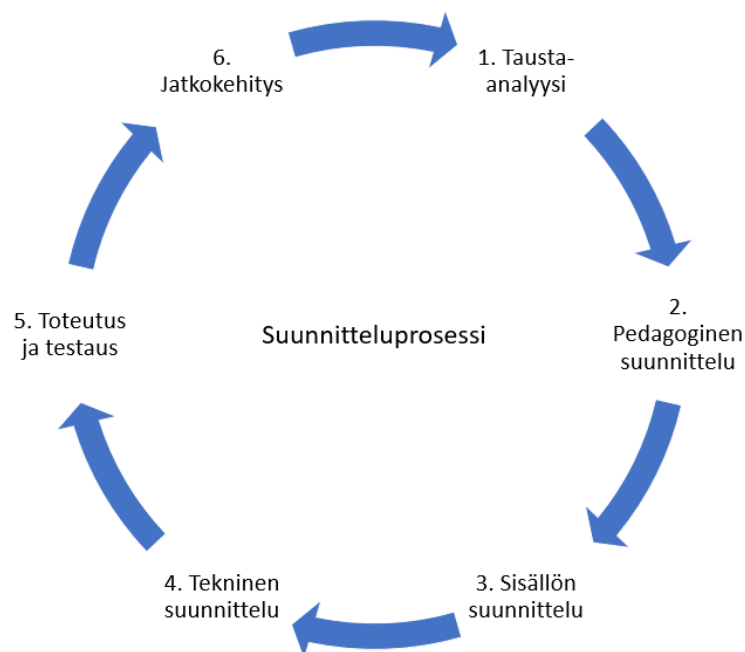 6.
Jatkokehitys
1. Tausta-
analyysi
2.
Pedagoginen
suunnittelu
3. Sisällön
suunnittelu
4. Tekninen
suunnittelu
5. Toteutus
ja testaus
Suunnitteluprosessi